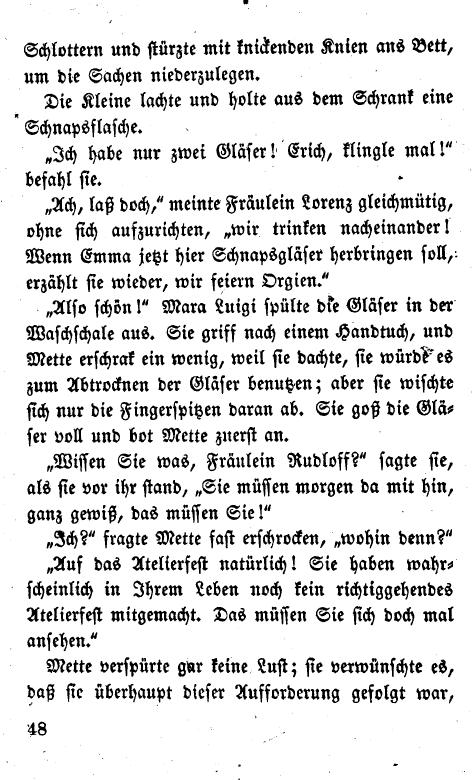 Schlottern und stürzte mit knickenden Knien ans Bett,
um die Sachen niederzulegen.
Die Kleine lachte und holte aus dem Schrank eine
Schnapsflasche.
„Ich habe nur zwei Gläser! Erich, klingle mal!“
befahl sie.
„Ach, laß doch,“ meinte Fräulein Lorenz gleichmütig,
ohne sich aufzurichten, „wir trinken nacheinander!
Wenn Emma jetzt hier Schnapsgläser herbringen soll,
erzählt sie wieder, wir feiern Orgien.“
„Also schön!“ Mara Luigi spülte die Gläser in der
Waschschale aus. Sie griff nach einem Handtuch, und
Mette erschrak ein wenig, weil sie dachte, sie würde es
zum Abtrocknen der Gläser benutzen; aber sie wischte
sich nur die Fingerspitzen daran ab. Sie goß die Glä-
ser voll und bot Mette zuerst an.
„Wissen Sie was, Fräulein Rudloff?“ sagte sie,
als sie vor ihr stand, „Sie müssen morgen da mit hin,
ganz gewiß, das müssen Sie!“
„Ich?“ fragte Mette fast erschrocken, „wohin denn?“
„Auf das Atelierfest natürlich! Sie haben wahr-
scheinlich in Ihrem Leben noch kein richtiggehendes
Atelierfest mitgemacht. Das müssen Sie sich doch mal
ansehen.“
Mette verspürte gar keine Lust; sie verwünschte es,
daß sie überhaupt dieser Aufforderung gefolgt war,
48